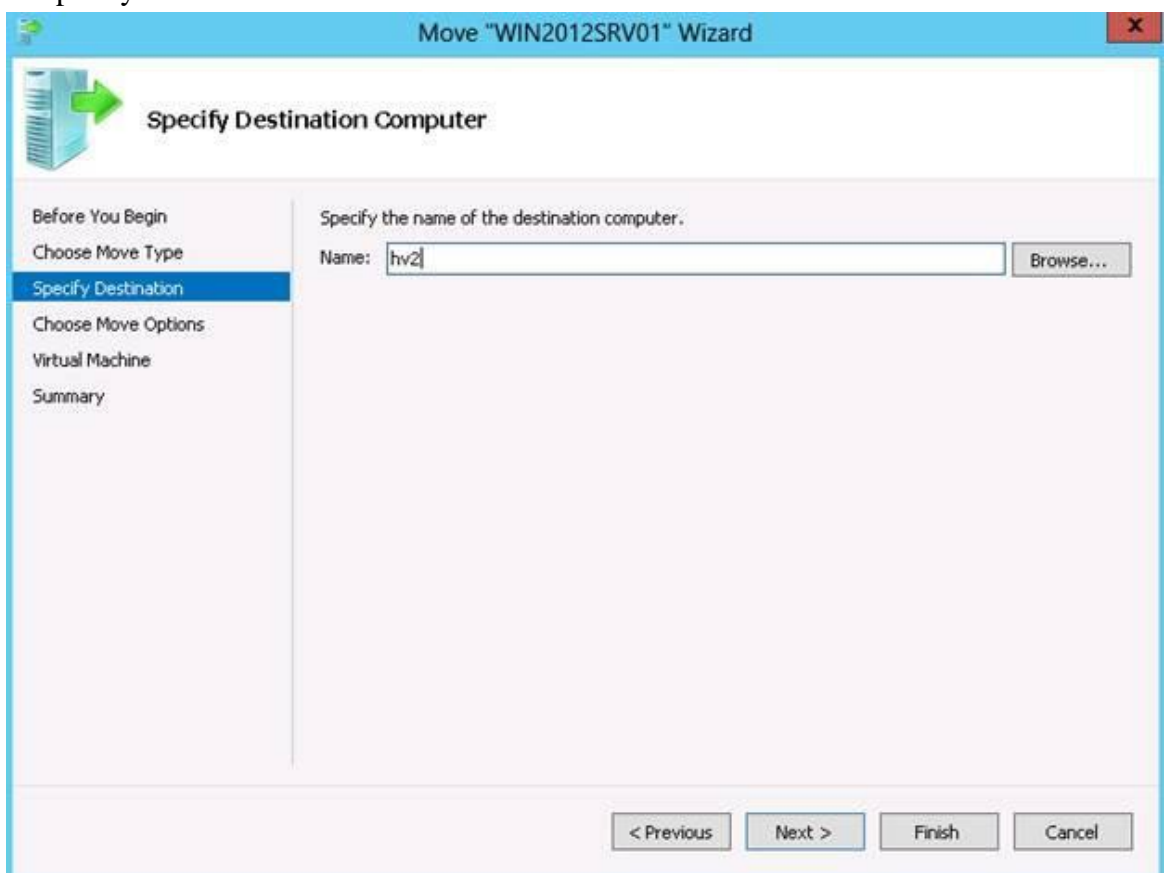 Move "WIN2012SRV01" Wizard
x
Specify Destination Computer
Before You Begin
Choose Move Type
Specify Destination
Choose Move Options
Virtual Machine
Summary
Specify the name of the destination computer.
Name: hv2 Browse...
< Previous Next > Finish Cancel